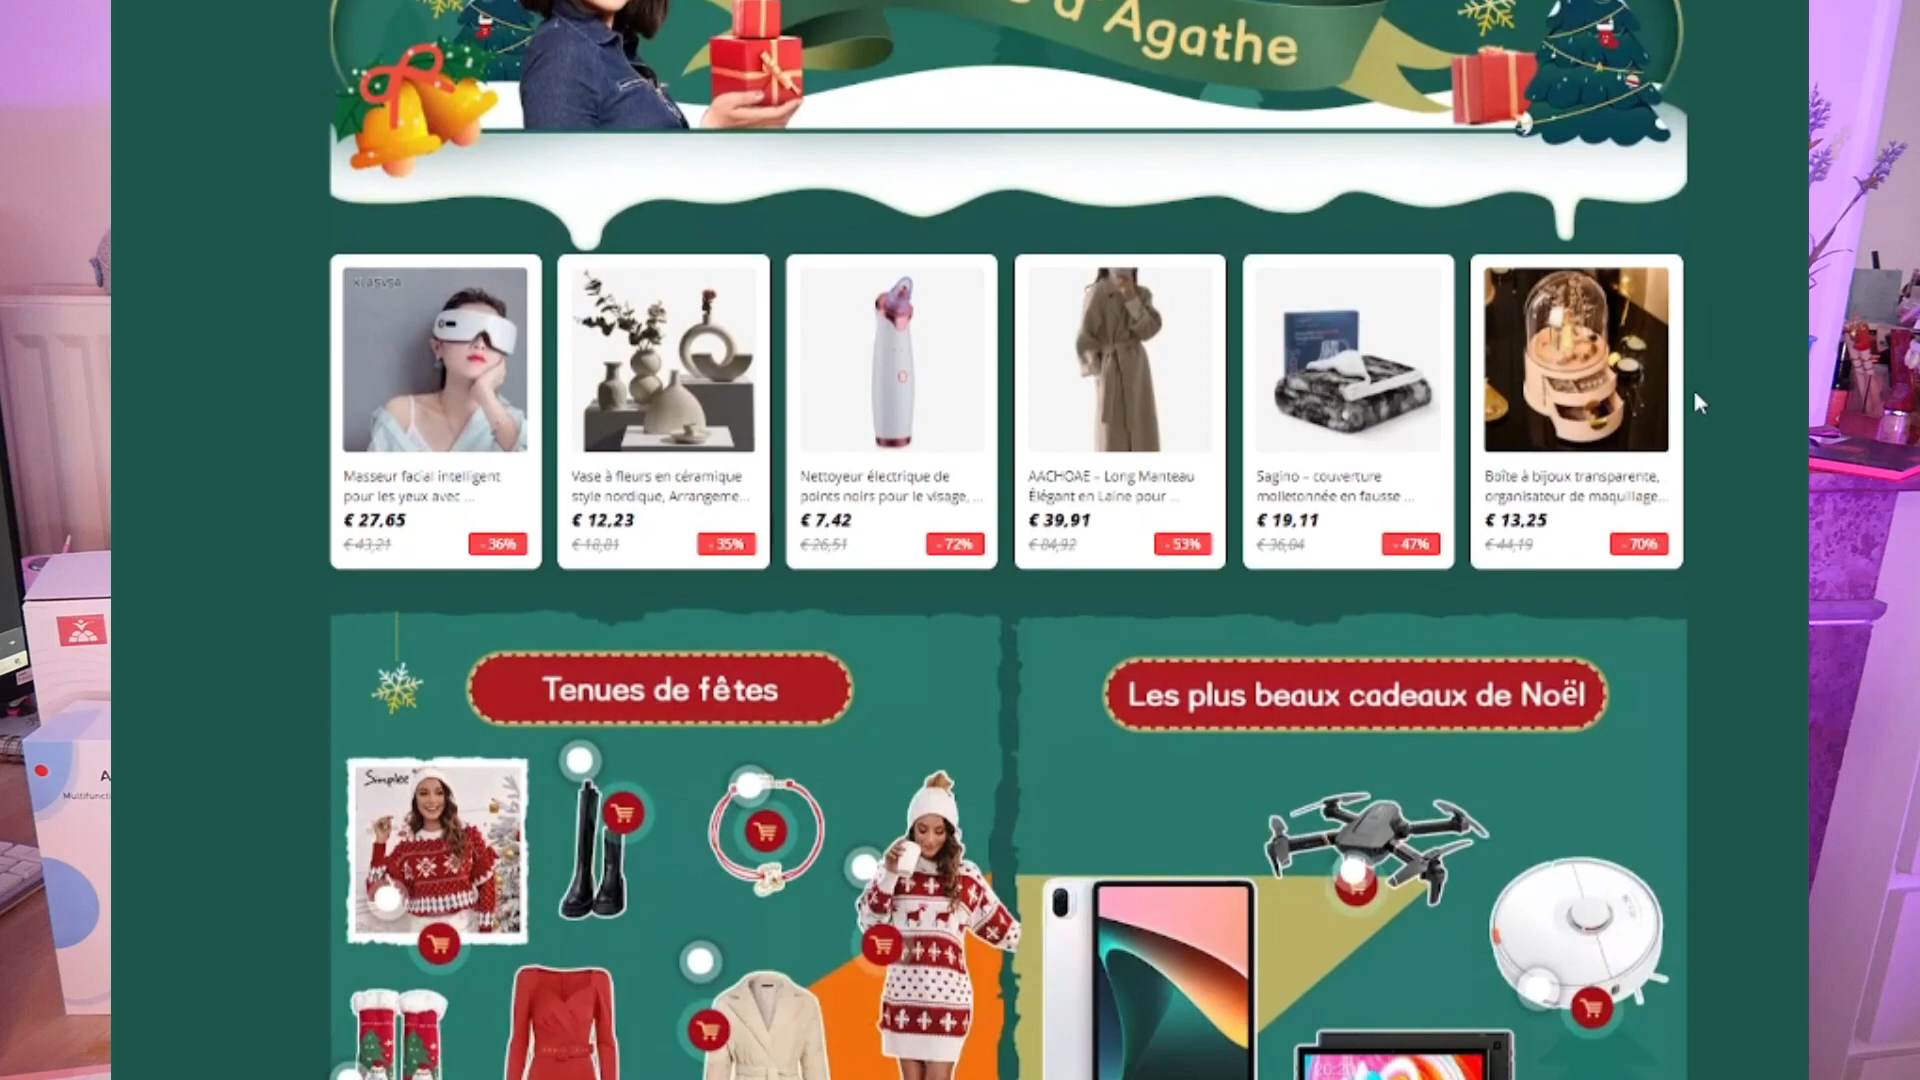 d'Agathe
KLASVSA
Masseur facial intelligent
pour les yeux avec ...
€ 27,65
€ 43,21
- 36%
Vase à fleurs en céramique
style nordique, Arrangeme...
€ 12,23
€ 18,81
- 35%
Nettoyeur électrique de
points noirs pour le visage, ...
€ 7,42
€ 26,51
- 72%
AACHOAE – Long Manteau
Élégant en Laine pour ...
€ 39,91
€ 84,92
- 53%
Sagino – couverture
molletonnée en fausse ...
€ 19,11
€ 36,04
- 47%
Boîte à bijoux transparente,
organisateur de maquillage...
€ 13,25
€ 44,19
- 70%
Tenues de fêtes
Les plus beaux cadeaux de Noël
Simplee
A
Multifuncti
20:20